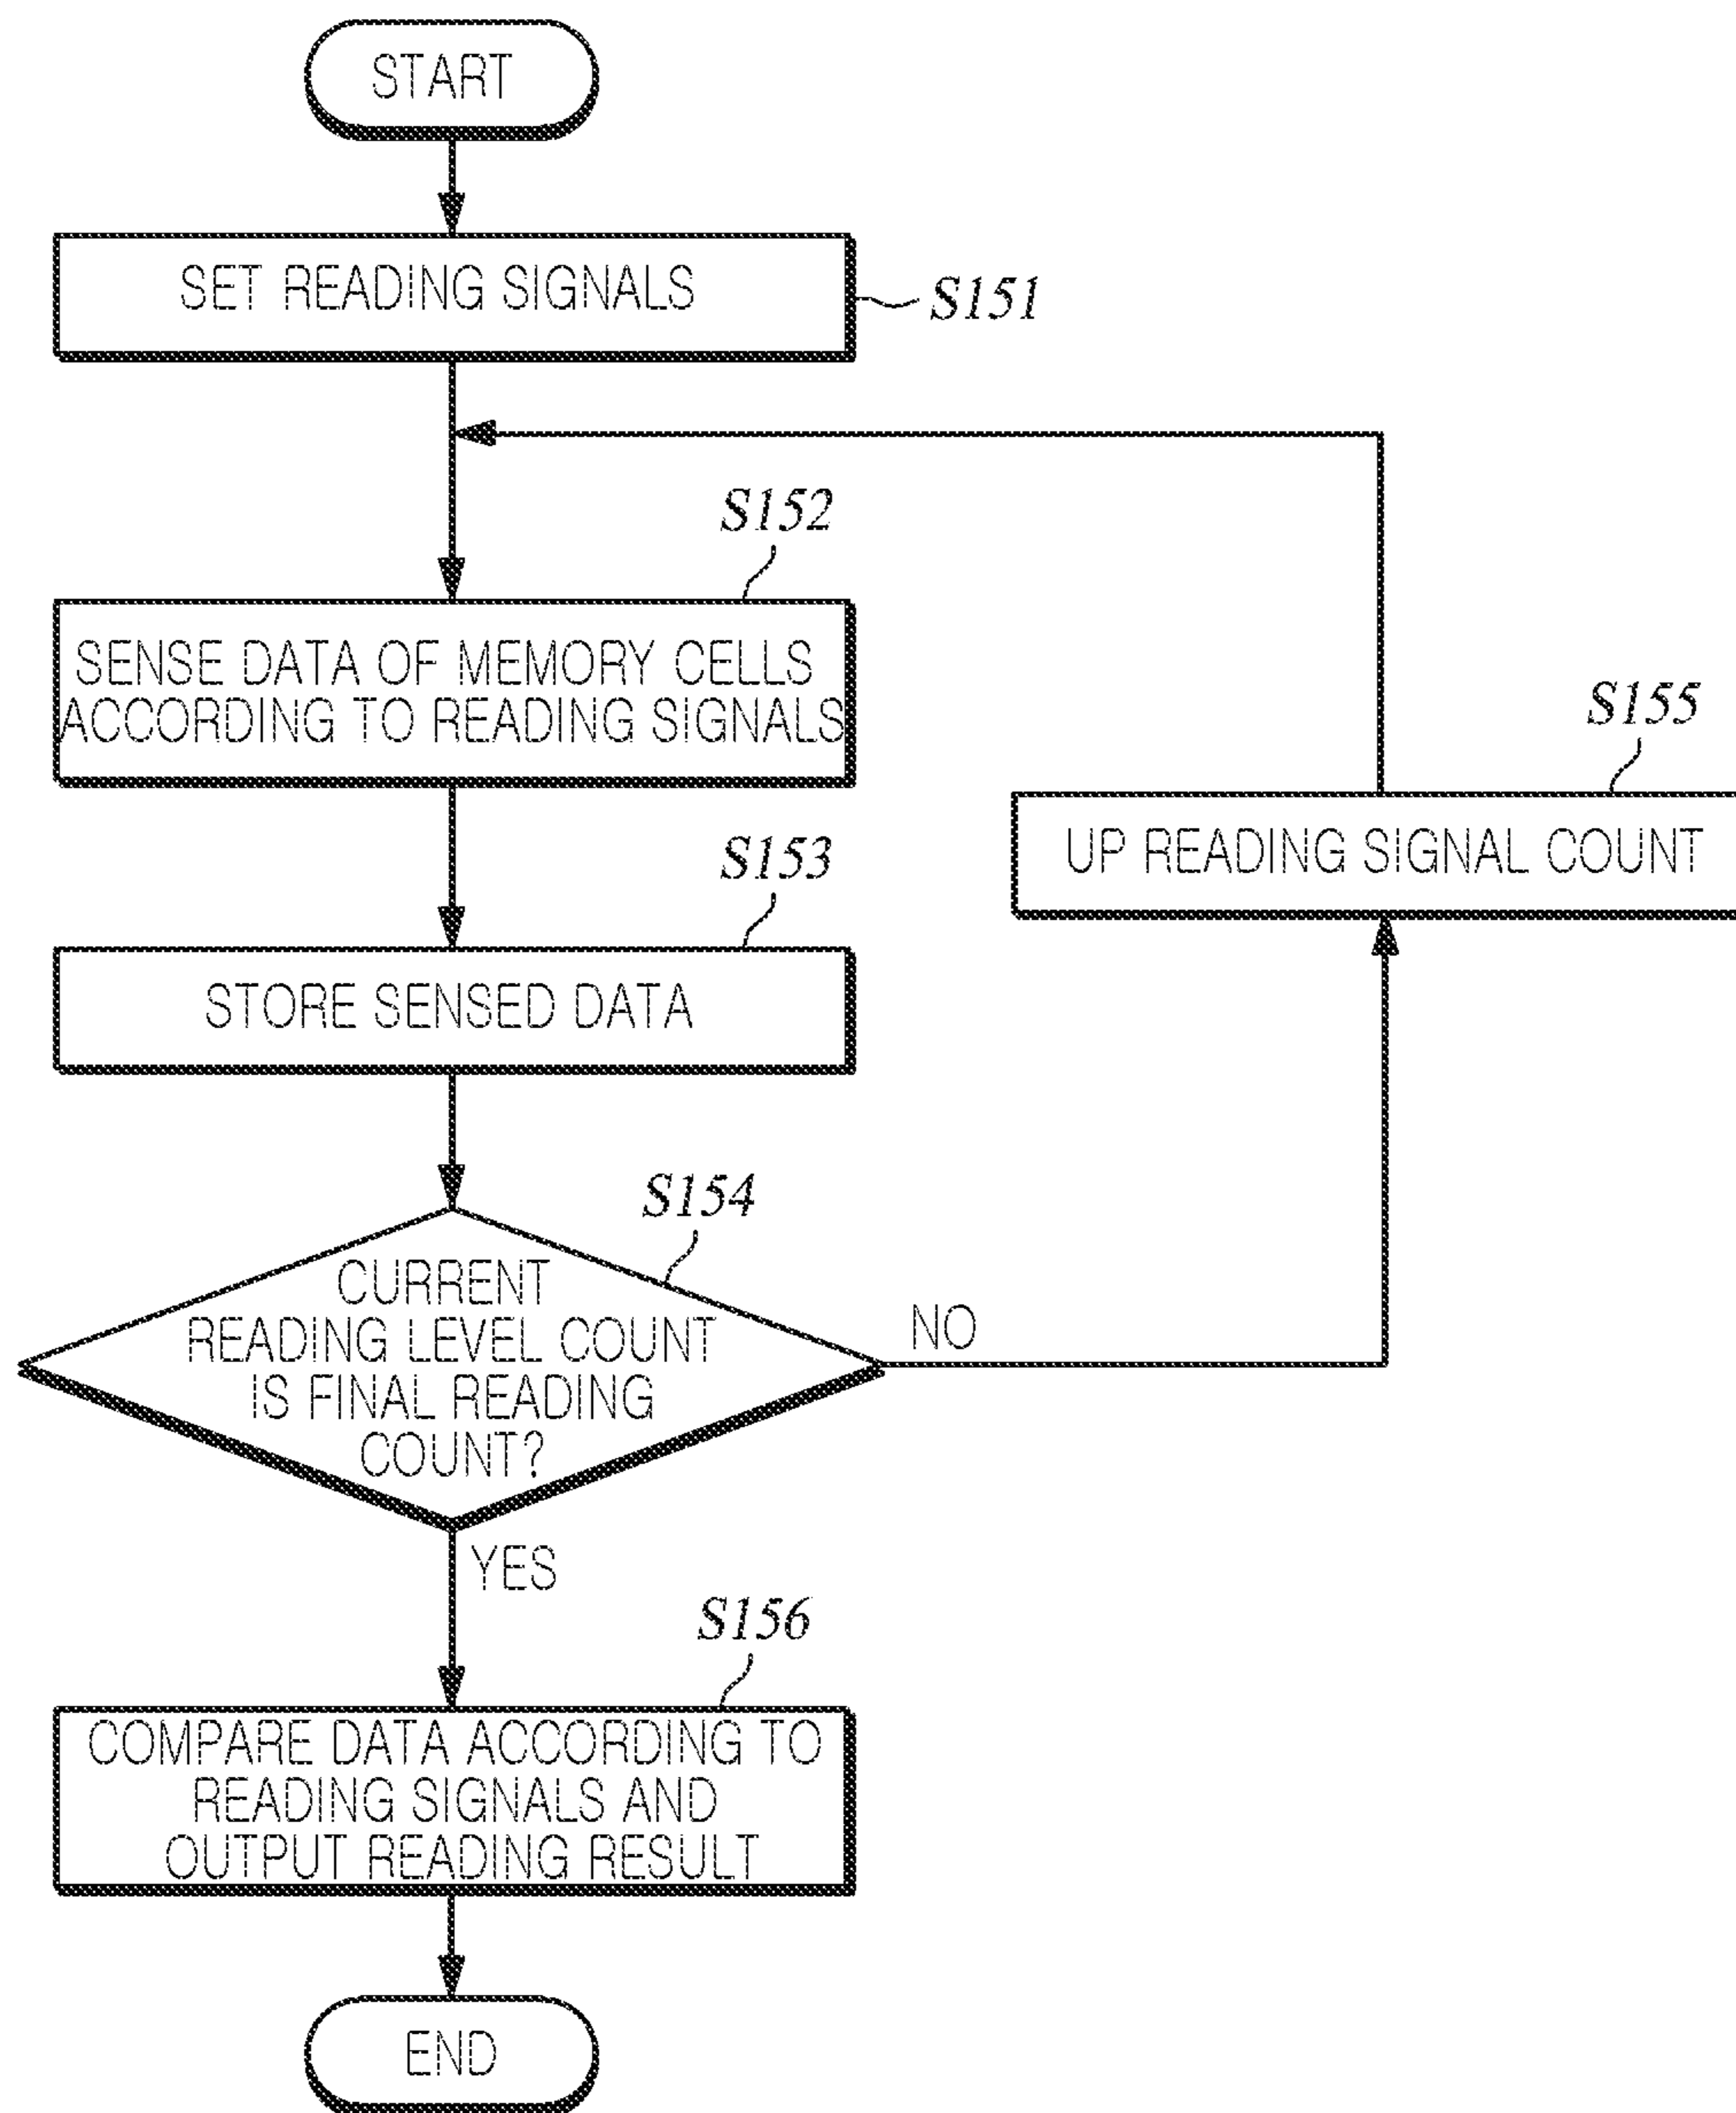 START
SET READING SIGNALS
S151
S152
SENSE DATA OF MEMORY CELLS
ACCORDING TO READING SIGNALS
S155
UP READING SIGNAL COUNT
S153
STORE SENSED DATA
S154
CURRENT
READING LEVEL COUNT
IS FINAL READING
COUNT?
NO
YES
S156
COMPARE DATA ACCORDING TO
READING SIGNALS AND
OUTPUT READING RESULT
END